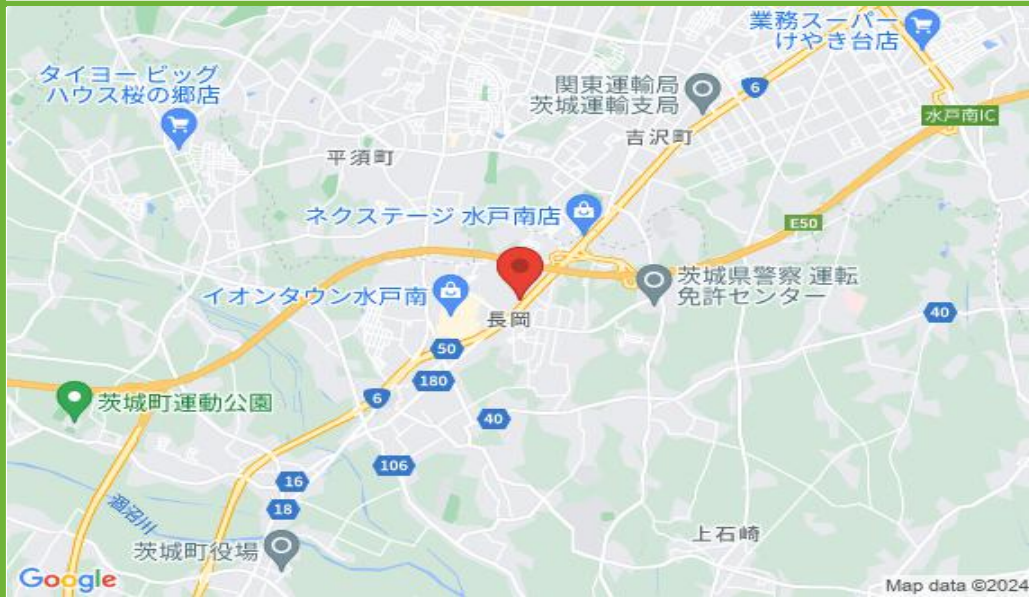 業務スーパー
けやき台店
タイヨー ビッグ
ハウス桜の郷店
関東運輸局
茨城運輸支局
6
水戸南IC
吉沢町
平須町
ネクステージ 水戸南店
E50
茨城県警察 運転
免許センター
イオンタウン水戸南
長岡
40
50
180
6
茨城町運動公園
40
106
16
18
涸沼川
上石崎
茨城町役場
Google
Map data ©2024